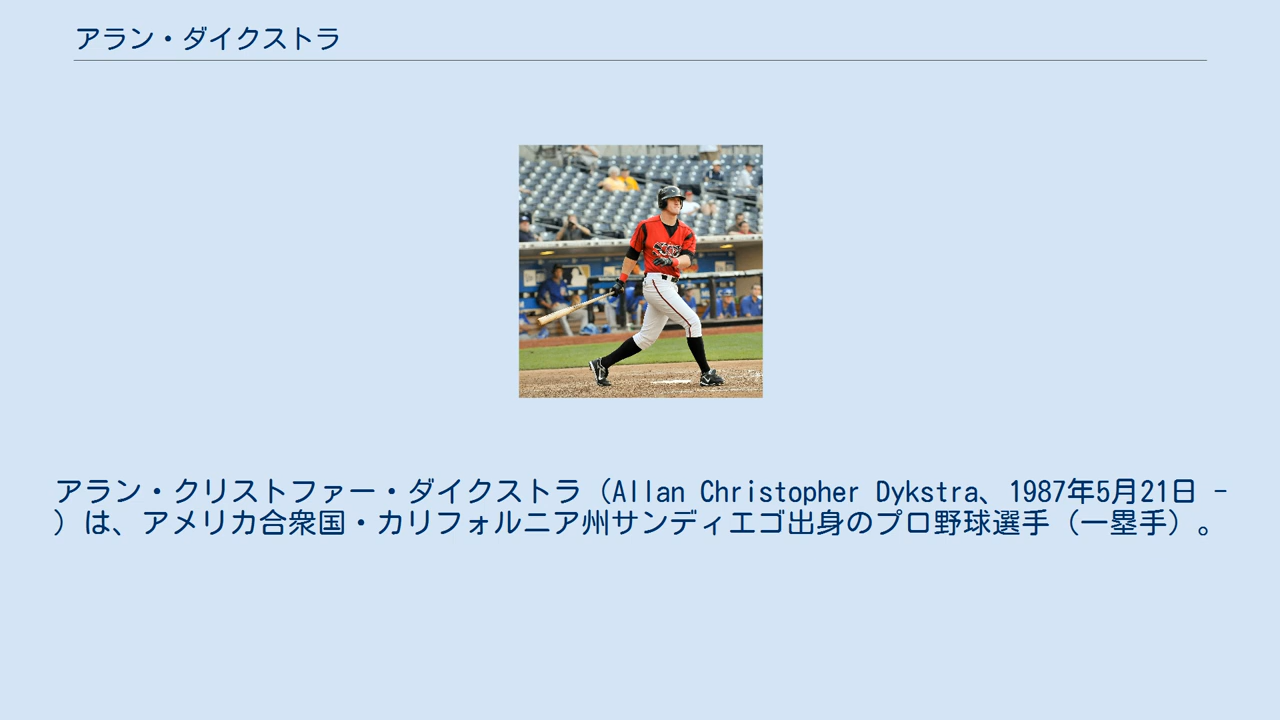 アラン・ダイクストラ
アラン・クリストファー・ダイクストラ（Allan Christopher Dykstra、1987年5月21日 -
）は、アメリカ合衆国・カリフォルニア州サンディエゴ出身のプロ野球選手（一塁手）。